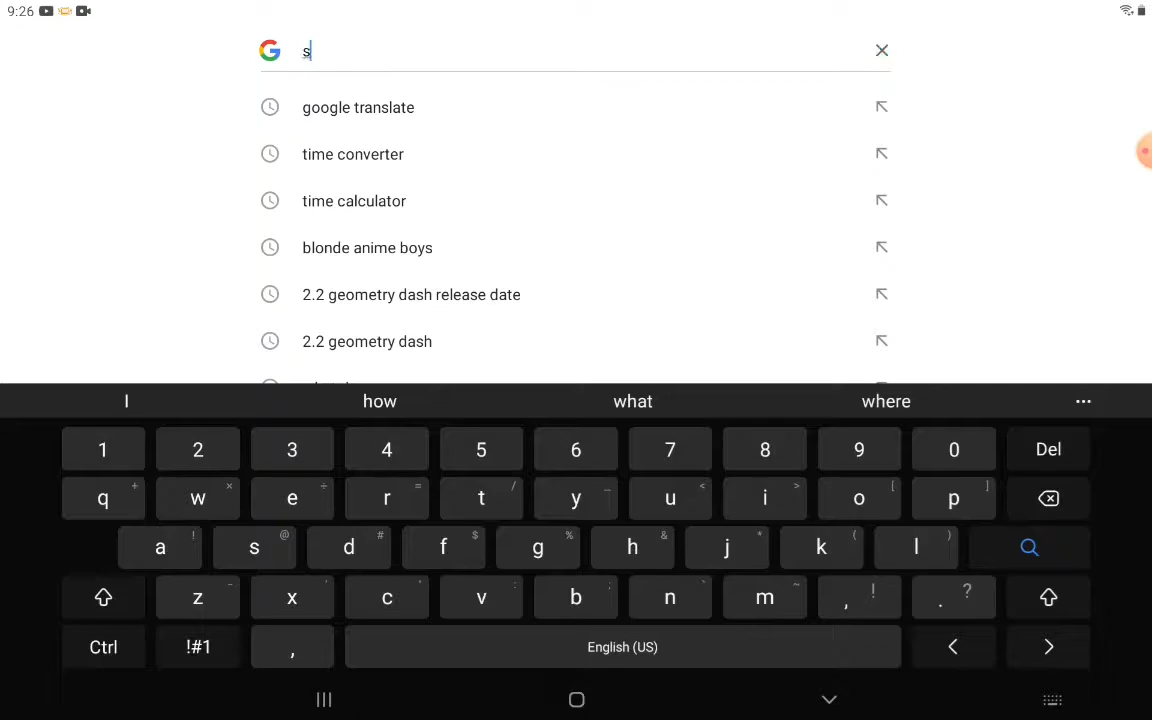 9:26
s
google translate
time converter
time calculator
blonde anime boys
2.2 geometry dash release date
2.2 geometry dash
I how what where ...
1 2 3 4 5 6 7 8 9 0 Del
q + w × e ÷ r = t / y _ u < i > o [ p ]
a ! s @ d # f $ g % h & j * k ( l )
z - x ' c " v : b ; n ` m ~ , ! . ?
Ctrl !#1 , English (US) < >